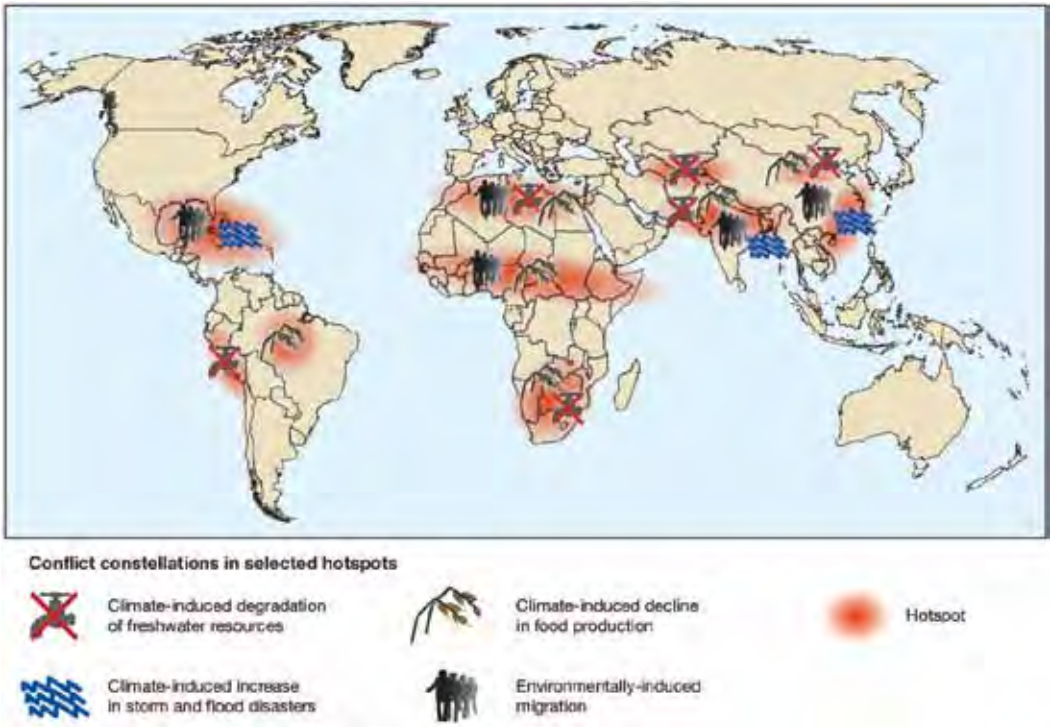 Conflict constellations in selected hotspots
Climate-induced degradation
of freshwater resources
Climate-induced decline
in food production
Hotspot
Climate-induced increase
in storm and flood disasters
Environmentally-induced
migration